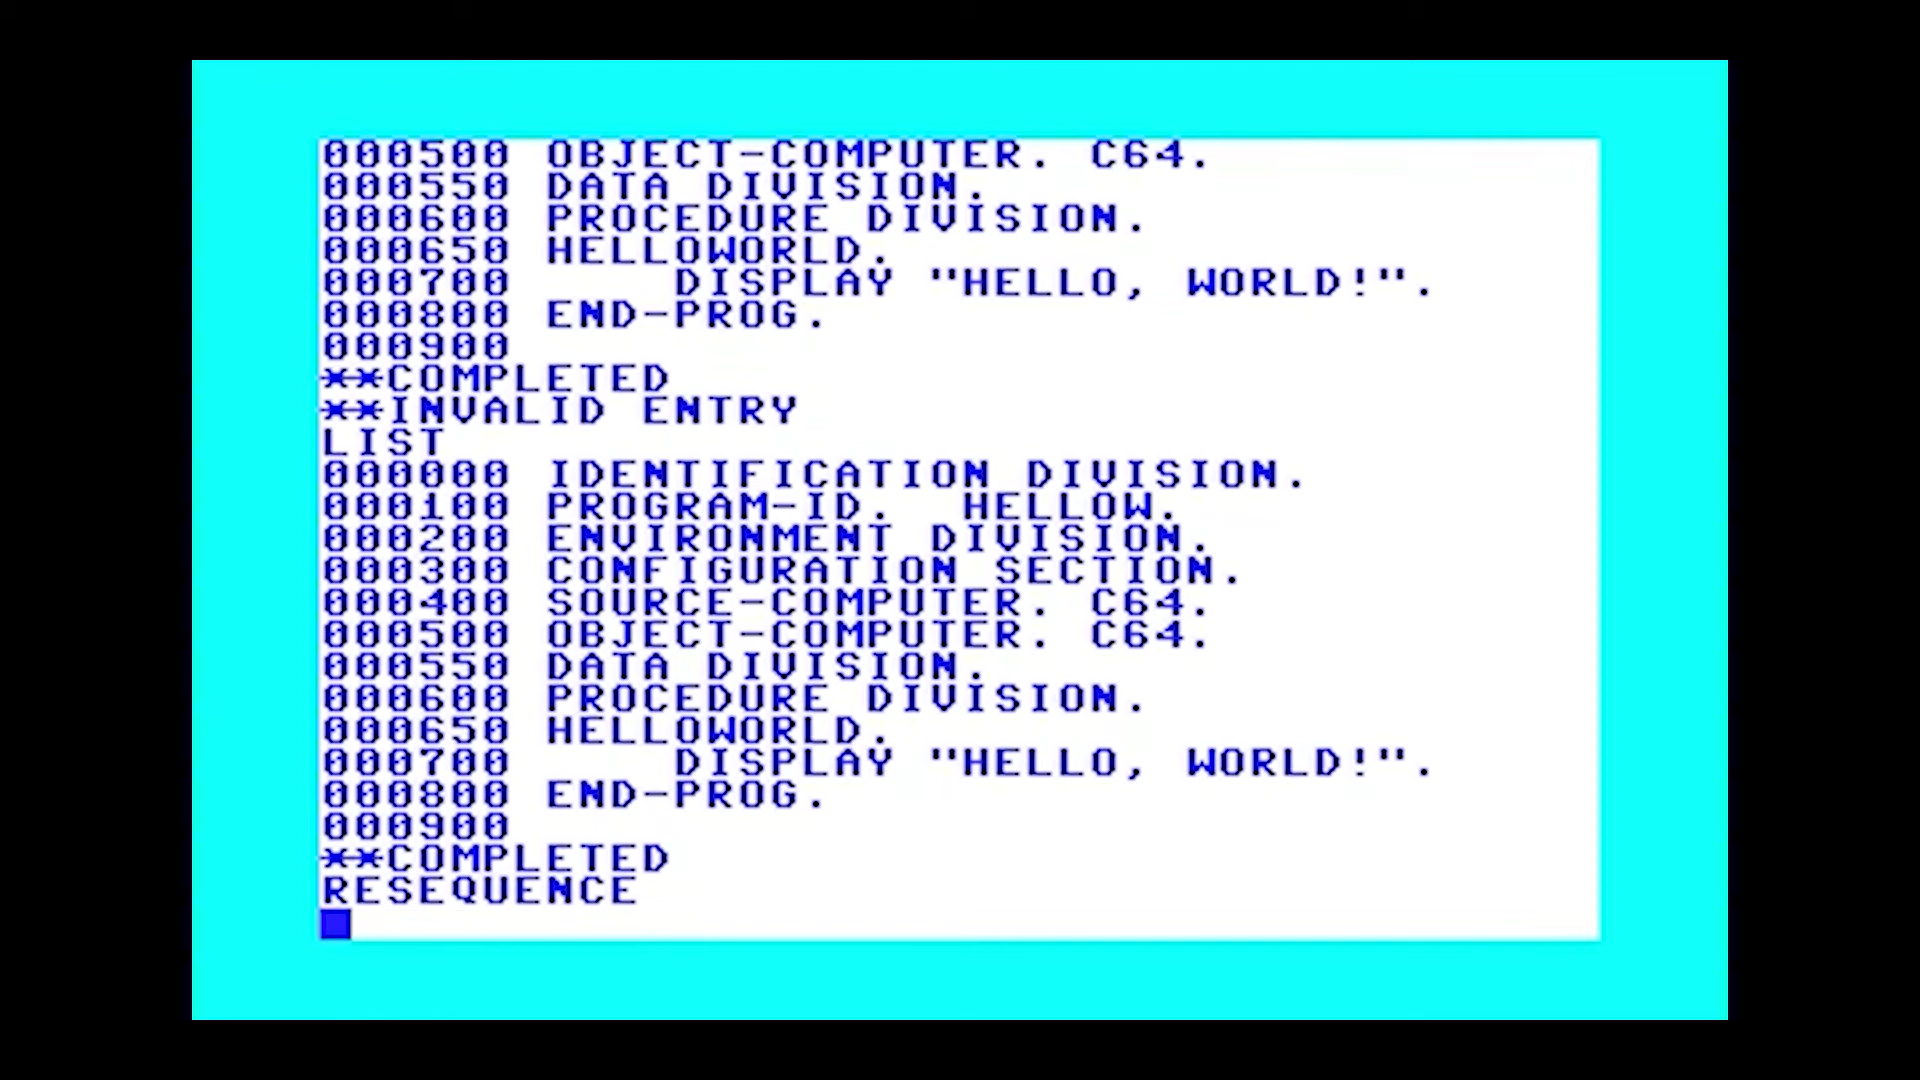 000500 OBJECT-COMPUTER. C64.
000550 DATA DIVISION.
000600 PROCEDURE DIVISION.
000650 HELLOWORLD.
000700     DISPLAY "HELLO, WORLD!".
000800 END-PROG.
000900
**COMPLETED
**INVALID ENTRY
LIST
000000 IDENTIFICATION DIVISION.
000100 PROGRAM-ID.  HELLOW.
000200 ENVIRONMENT DIVISION.
000300 CONFIGURATION SECTION.
000400 SOURCE-COMPUTER. C64.
000500 OBJECT-COMPUTER. C64.
000550 DATA DIVISION.
000600 PROCEDURE DIVISION.
000650 HELLOWORLD.
000700     DISPLAY "HELLO, WORLD!".
000800 END-PROG.
000900
**COMPLETED
RESEQUENCE